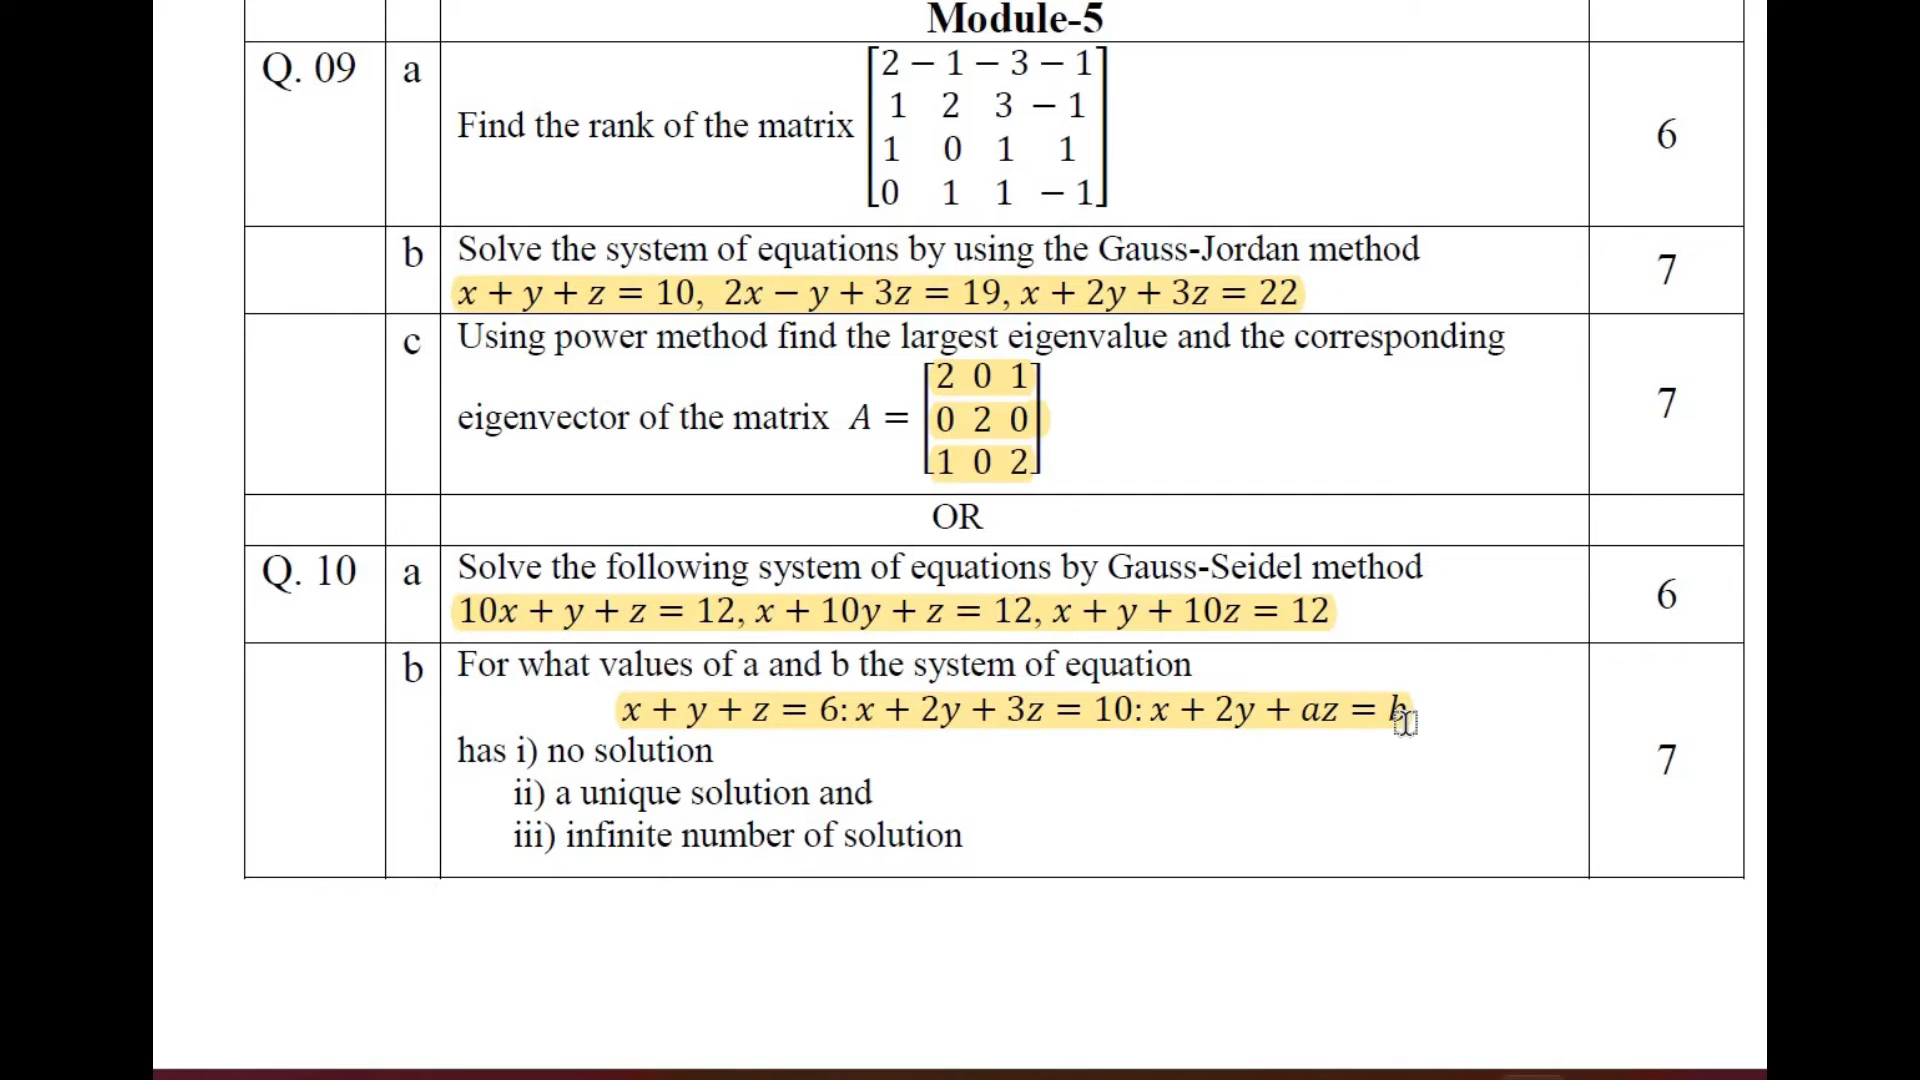 Module-5
Q. 09 a Find the rank of the matrix 6
2 − 1 − 3 − 1
1 2 3 − 1
1 0 1 1
0 1 1 − 1
b Solve the system of equations by using the Gauss-Jordan method 7
x + y + z = 10, 2x − y + 3z = 19, x + 2y + 3z = 22
c Using power method find the largest eigenvalue and the corresponding 7
eigenvector of the matrix A =
2 0 1
0 2 0
1 0 2
OR
Q. 10 a Solve the following system of equations by Gauss-Seidel method 6
10x + y + z = 12, x + 10y + z = 12, x + y + 10z = 12
b For what values of a and b the system of equation 7
x + y + z = 6: x + 2y + 3z = 10: x + 2y + az = b
has i) no solution
ii) a unique solution and
iii) infinite number of solution